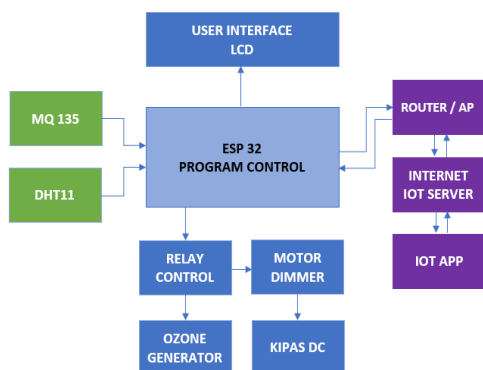 USER INTERFACE
LCD
MQ 135
DHT11
ESP 32
PROGRAM CONTROL
ROUTER / AP
INTERNET
IOT SERVER
IOT APP
RELAY
CONTROL
MOTOR
DIMMER
OZONE
GENERATOR
KIPAS DC